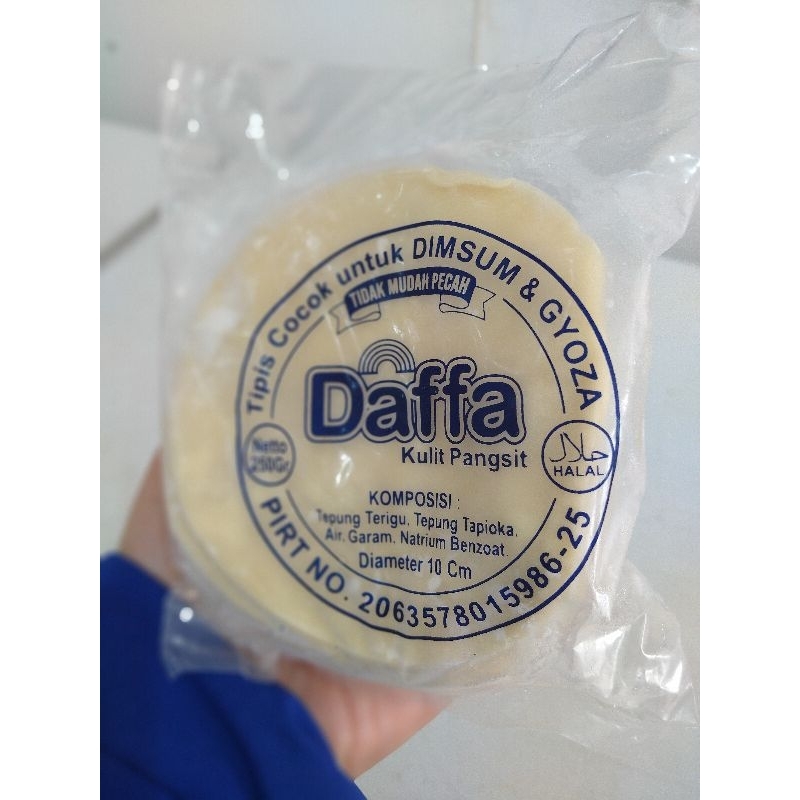 Tipis Cocok untuk DIMSUM & GYOZA
TIDAK MUDAH PECAH
Daffa
Kulit Pangsit
Netto
250Gr
حلال
HALAL
KOMPOSISI :
Tepung Terigu, Tepung Tapioka,
Air, Garam, Natrium Benzoat.
Diameter 10 Cm
PIRT NO. 2063578015986-25